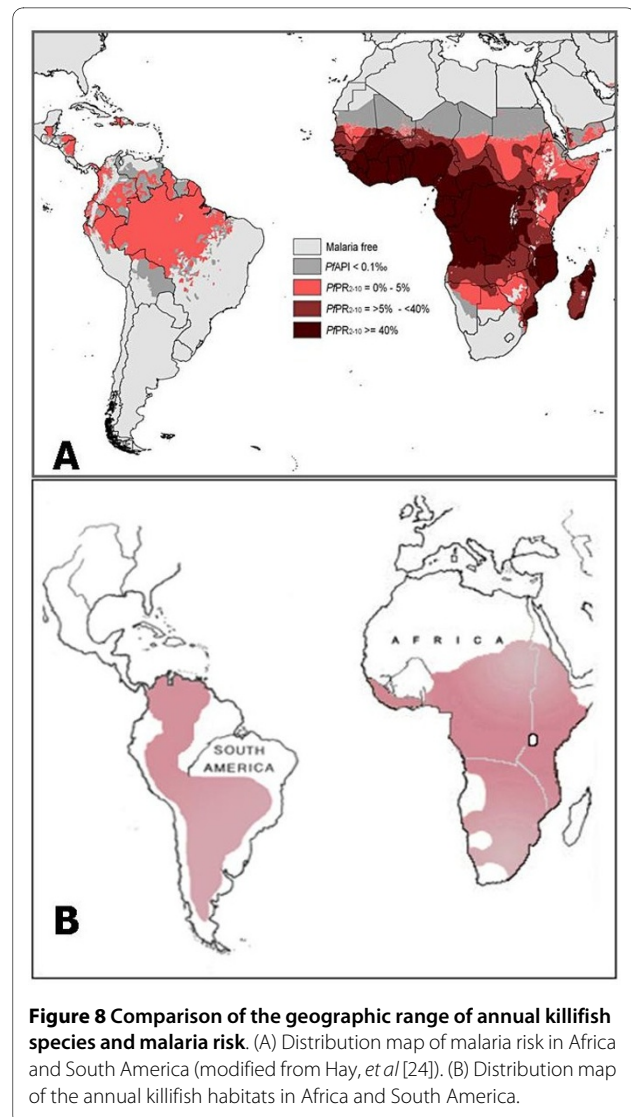 Malaria free
PfAPI < 0.1‰
PfPR2-10 = 0% - 5%
PfPR2-10 = >5% - <40%
PfPR2-10 >= 40%
A
AFRICA
SOUTH
AMERICA
B
Figure 8 Comparison of the geographic range of annual killifish
species and malaria risk. (A) Distribution map of malaria risk in Africa
and South America (modified from Hay, et al [24]). (B) Distribution map
of the annual killifish habitats in Africa and South America.